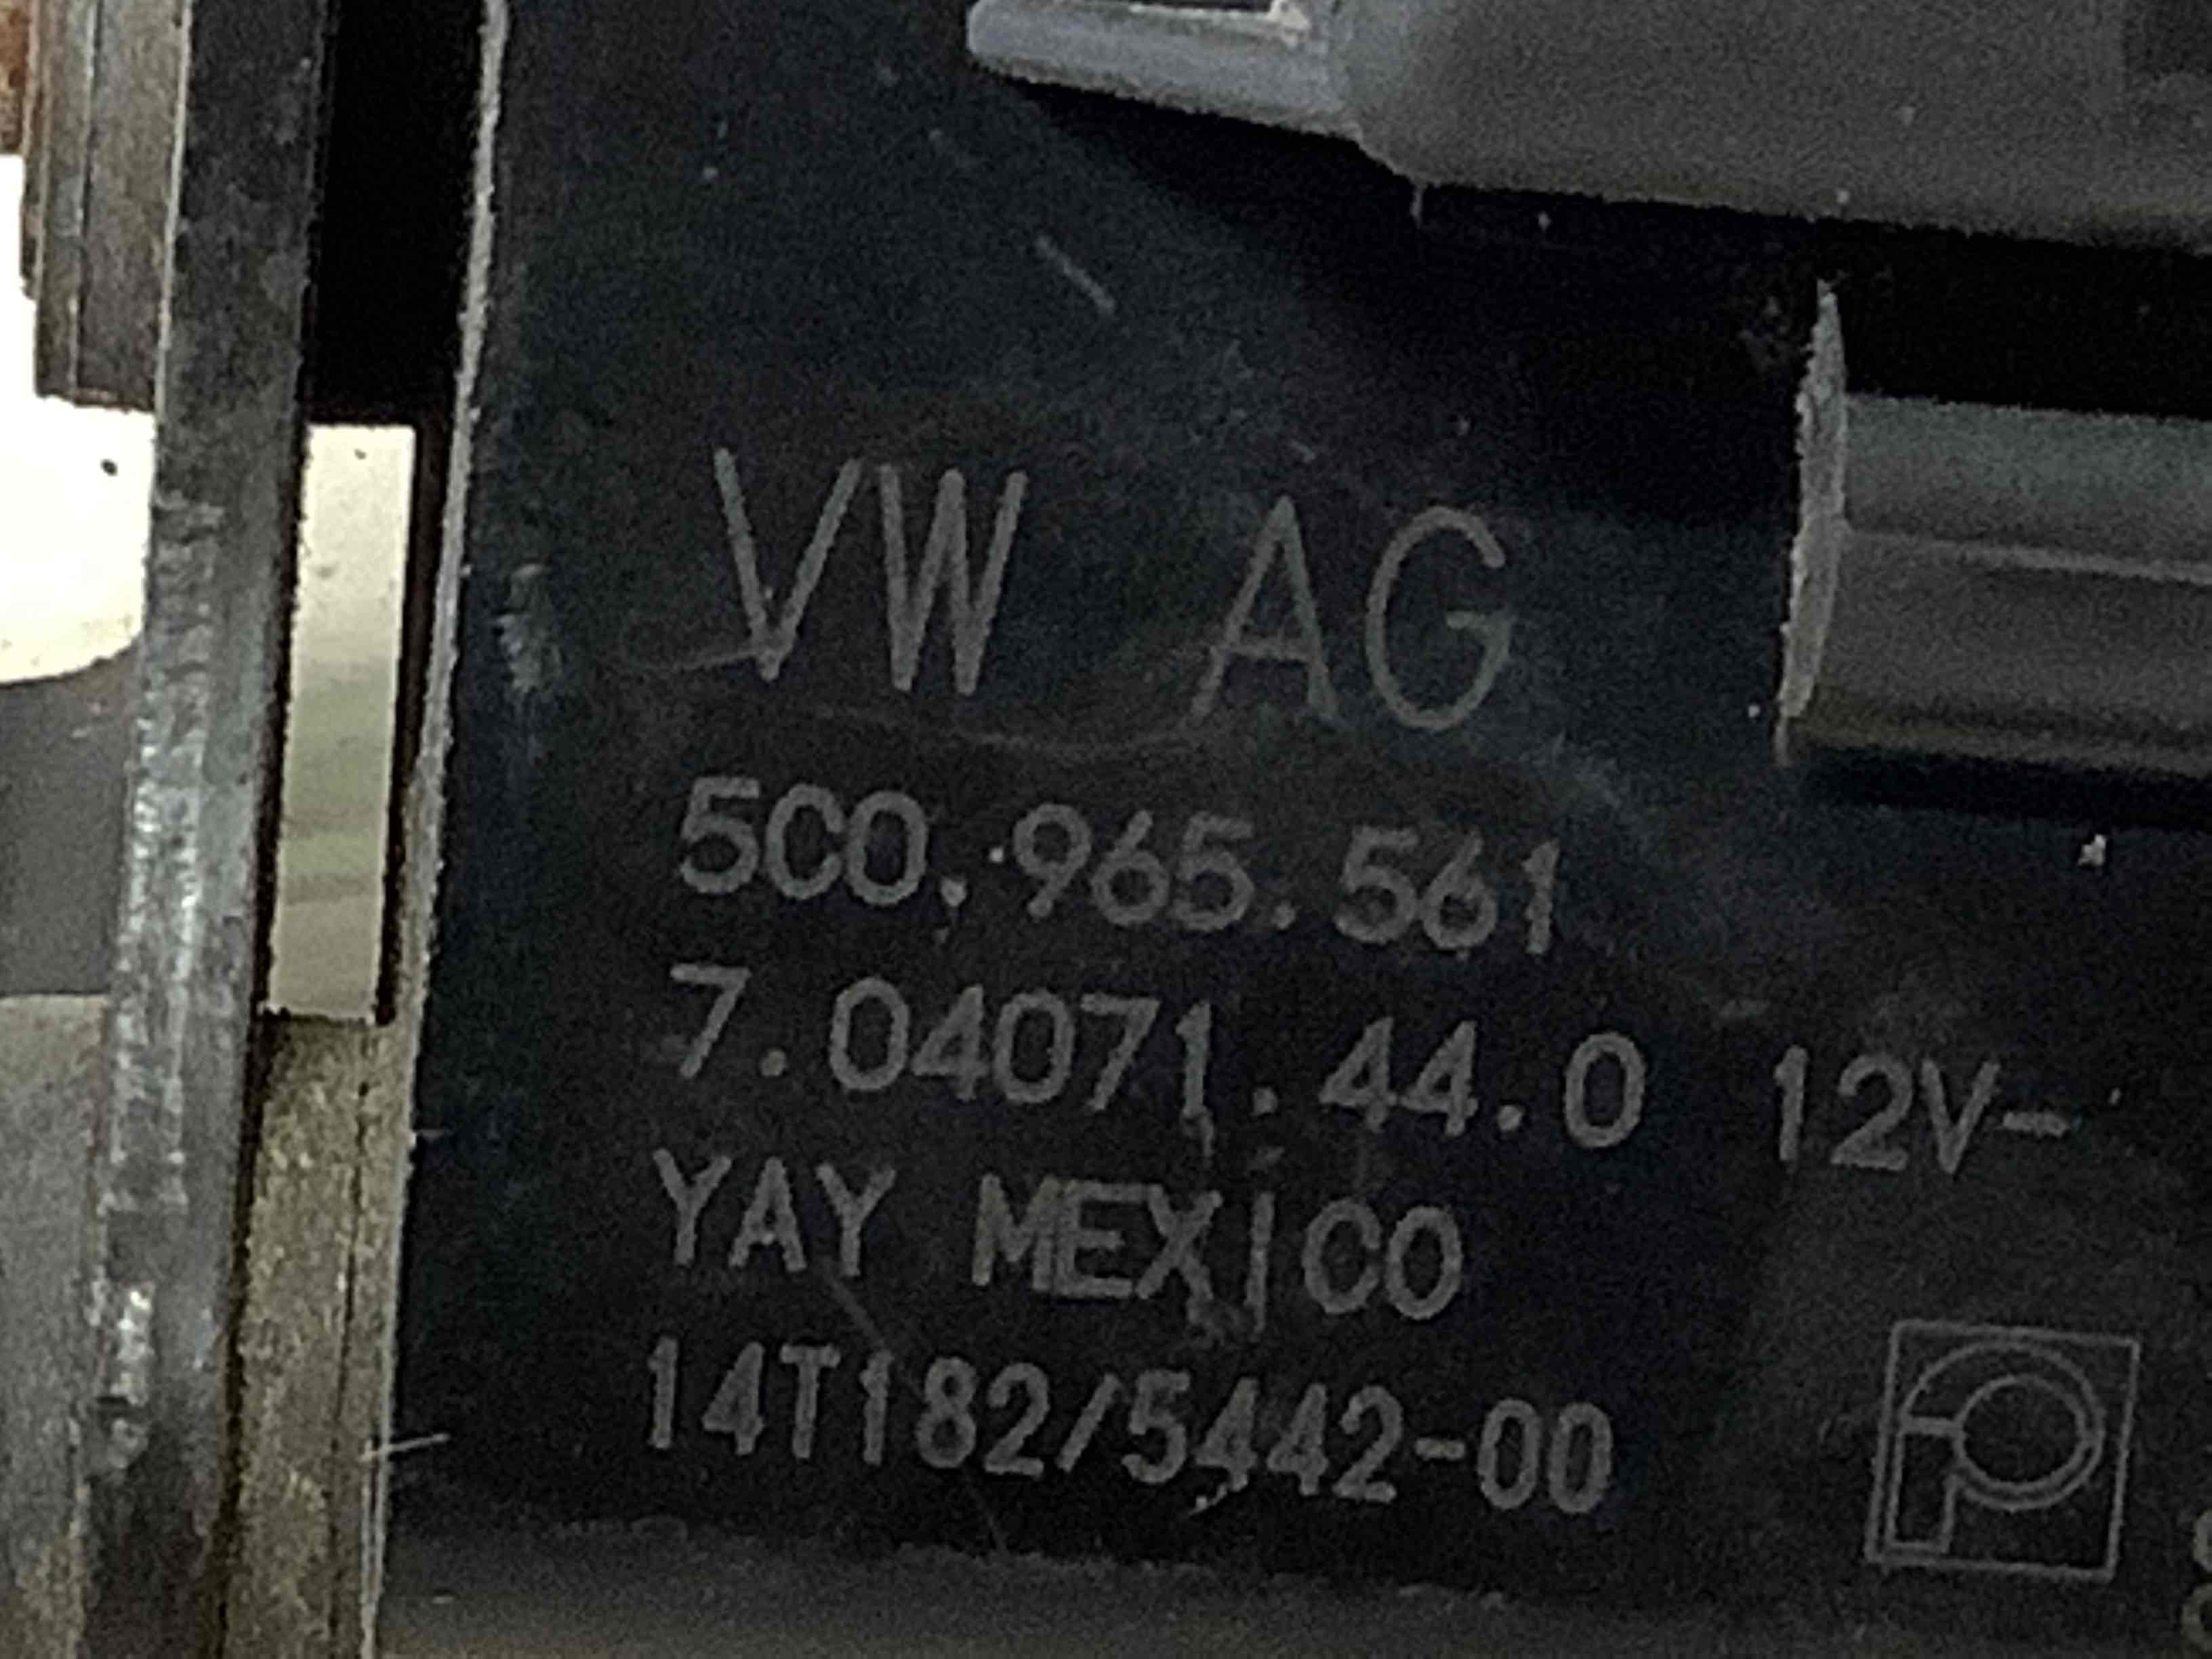 VW AG
5C0.965.561
7.04071.44.0 12V-
YAY MEXICO
14T182/5442-00